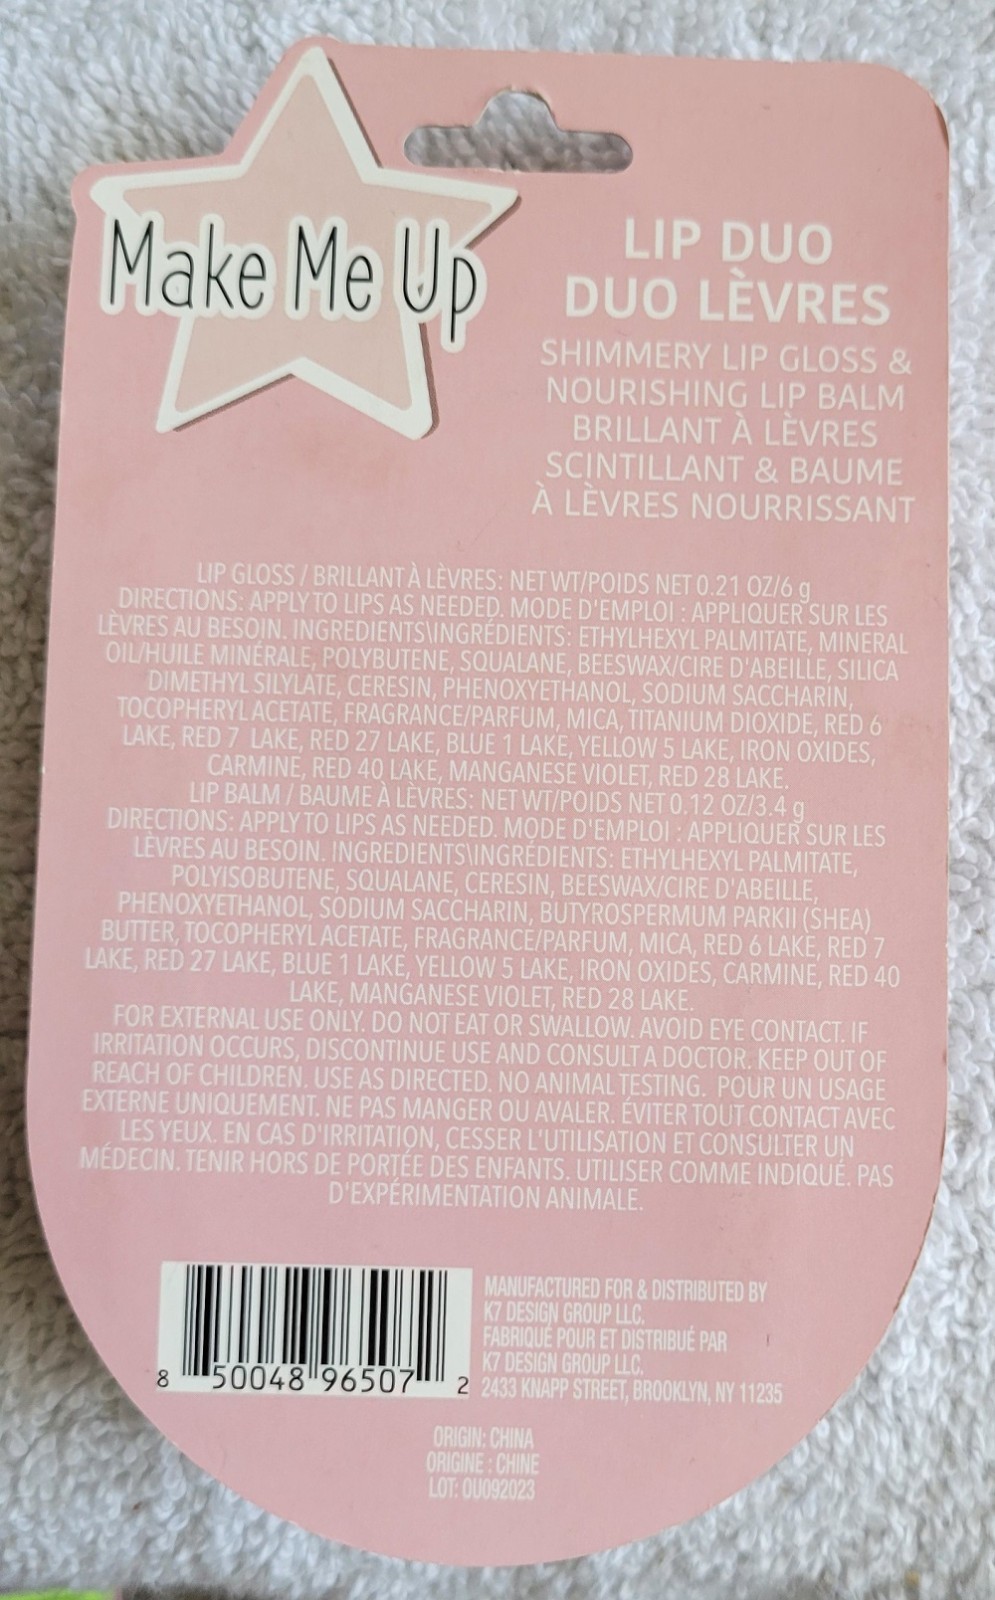 Make Me Up
LIP DUO
DUO LÈVRES
SHIMMERY LIP GLOSS &
NOURISHING LIP BALM
BRILLANT À LÈVRES
SCINTILLANT & BAUME
À LÈVRES NOURRISSANT
LIP GLOSS / BRILLANT À LÈVRES: NET WT/POIDS NET 0.21 OZ/6 g
DIRECTIONS: APPLY TO LIPS AS NEEDED. MODE D'EMPLOI : APPLIQUER SUR LES
LÈVRES AU BESOIN. INGREDIENTS\INGRÉDIENTS: ETHYLHEXYL PALMITATE, MINERAL
OIL/HUILE MINÉRALE, POLYBUTENE, SQUALANE, BEESWAX/CIRE D'ABEILLE, SILICA
DIMETHYL SILYLATE, CERESIN, PHENOXYETHANOL, SODIUM SACCHARIN,
TOCOPHERYL ACETATE, FRAGRANCE/PARFUM, MICA, TITANIUM DIOXIDE, RED 6
LAKE, RED 7 LAKE, RED 27 LAKE, BLUE 1 LAKE, YELLOW 5 LAKE, IRON OXIDES,
CARMINE, RED 40 LAKE, MANGANESE VIOLET, RED 28 LAKE.
LIP BALM / BAUME À LÈVRES: NET WT/POIDS NET 0.12 OZ/3.4 g
DIRECTIONS: APPLY TO LIPS AS NEEDED. MODE D'EMPLOI : APPLIQUER SUR LES
LÈVRES AU BESOIN. INGREDIENTS\INGRÉDIENTS: ETHYLHEXYL PALMITATE,
POLYISOBUTENE, SQUALANE, CERESIN, BEESWAX/CIRE D'ABEILLE,
PHENOXYETHANOL, SODIUM SACCHARIN, BUTYROSPERMUM PARKII (SHEA)
BUTTER, TOCOPHERYL ACETATE, FRAGRANCE/PARFUM, MICA, RED 6 LAKE, RED 7
LAKE, RED 27 LAKE, BLUE 1 LAKE, YELLOW 5 LAKE, IRON OXIDES, CARMINE, RED 40
LAKE, MANGANESE VIOLET, RED 28 LAKE.
FOR EXTERNAL USE ONLY. DO NOT EAT OR SWALLOW. AVOID EYE CONTACT. IF
IRRITATION OCCURS, DISCONTINUE USE AND CONSULT A DOCTOR. KEEP OUT OF
REACH OF CHILDREN. USE AS DIRECTED. NO ANIMAL TESTING. POUR UN USAGE
EXTERNE UNIQUEMENT. NE PAS MANGER OU AVALER. ÉVITER TOUT CONTACT AVEC
LES YEUX. EN CAS D'IRRITATION, CESSER L'UTILISATION ET CONSULTER UN
MÉDECIN. TENIR HORS DE PORTÉE DES ENFANTS. UTILISER COMME INDIQUÉ. PAS
D'EXPÉRIMENTATION ANIMALE.
8 50048 96507 2
MANUFACTURED FOR & DISTRIBUTED BY
K7 DESIGN GROUP LLC.
FABRIQUÉ POUR ET DISTRIBUÉ PAR
K7 DESIGN GROUP LLC.
2433 KNAPP STREET, BROOKLYN, NY 11235
ORIGIN: CHINA
ORIGINE : CHINE
LOT: OU092023